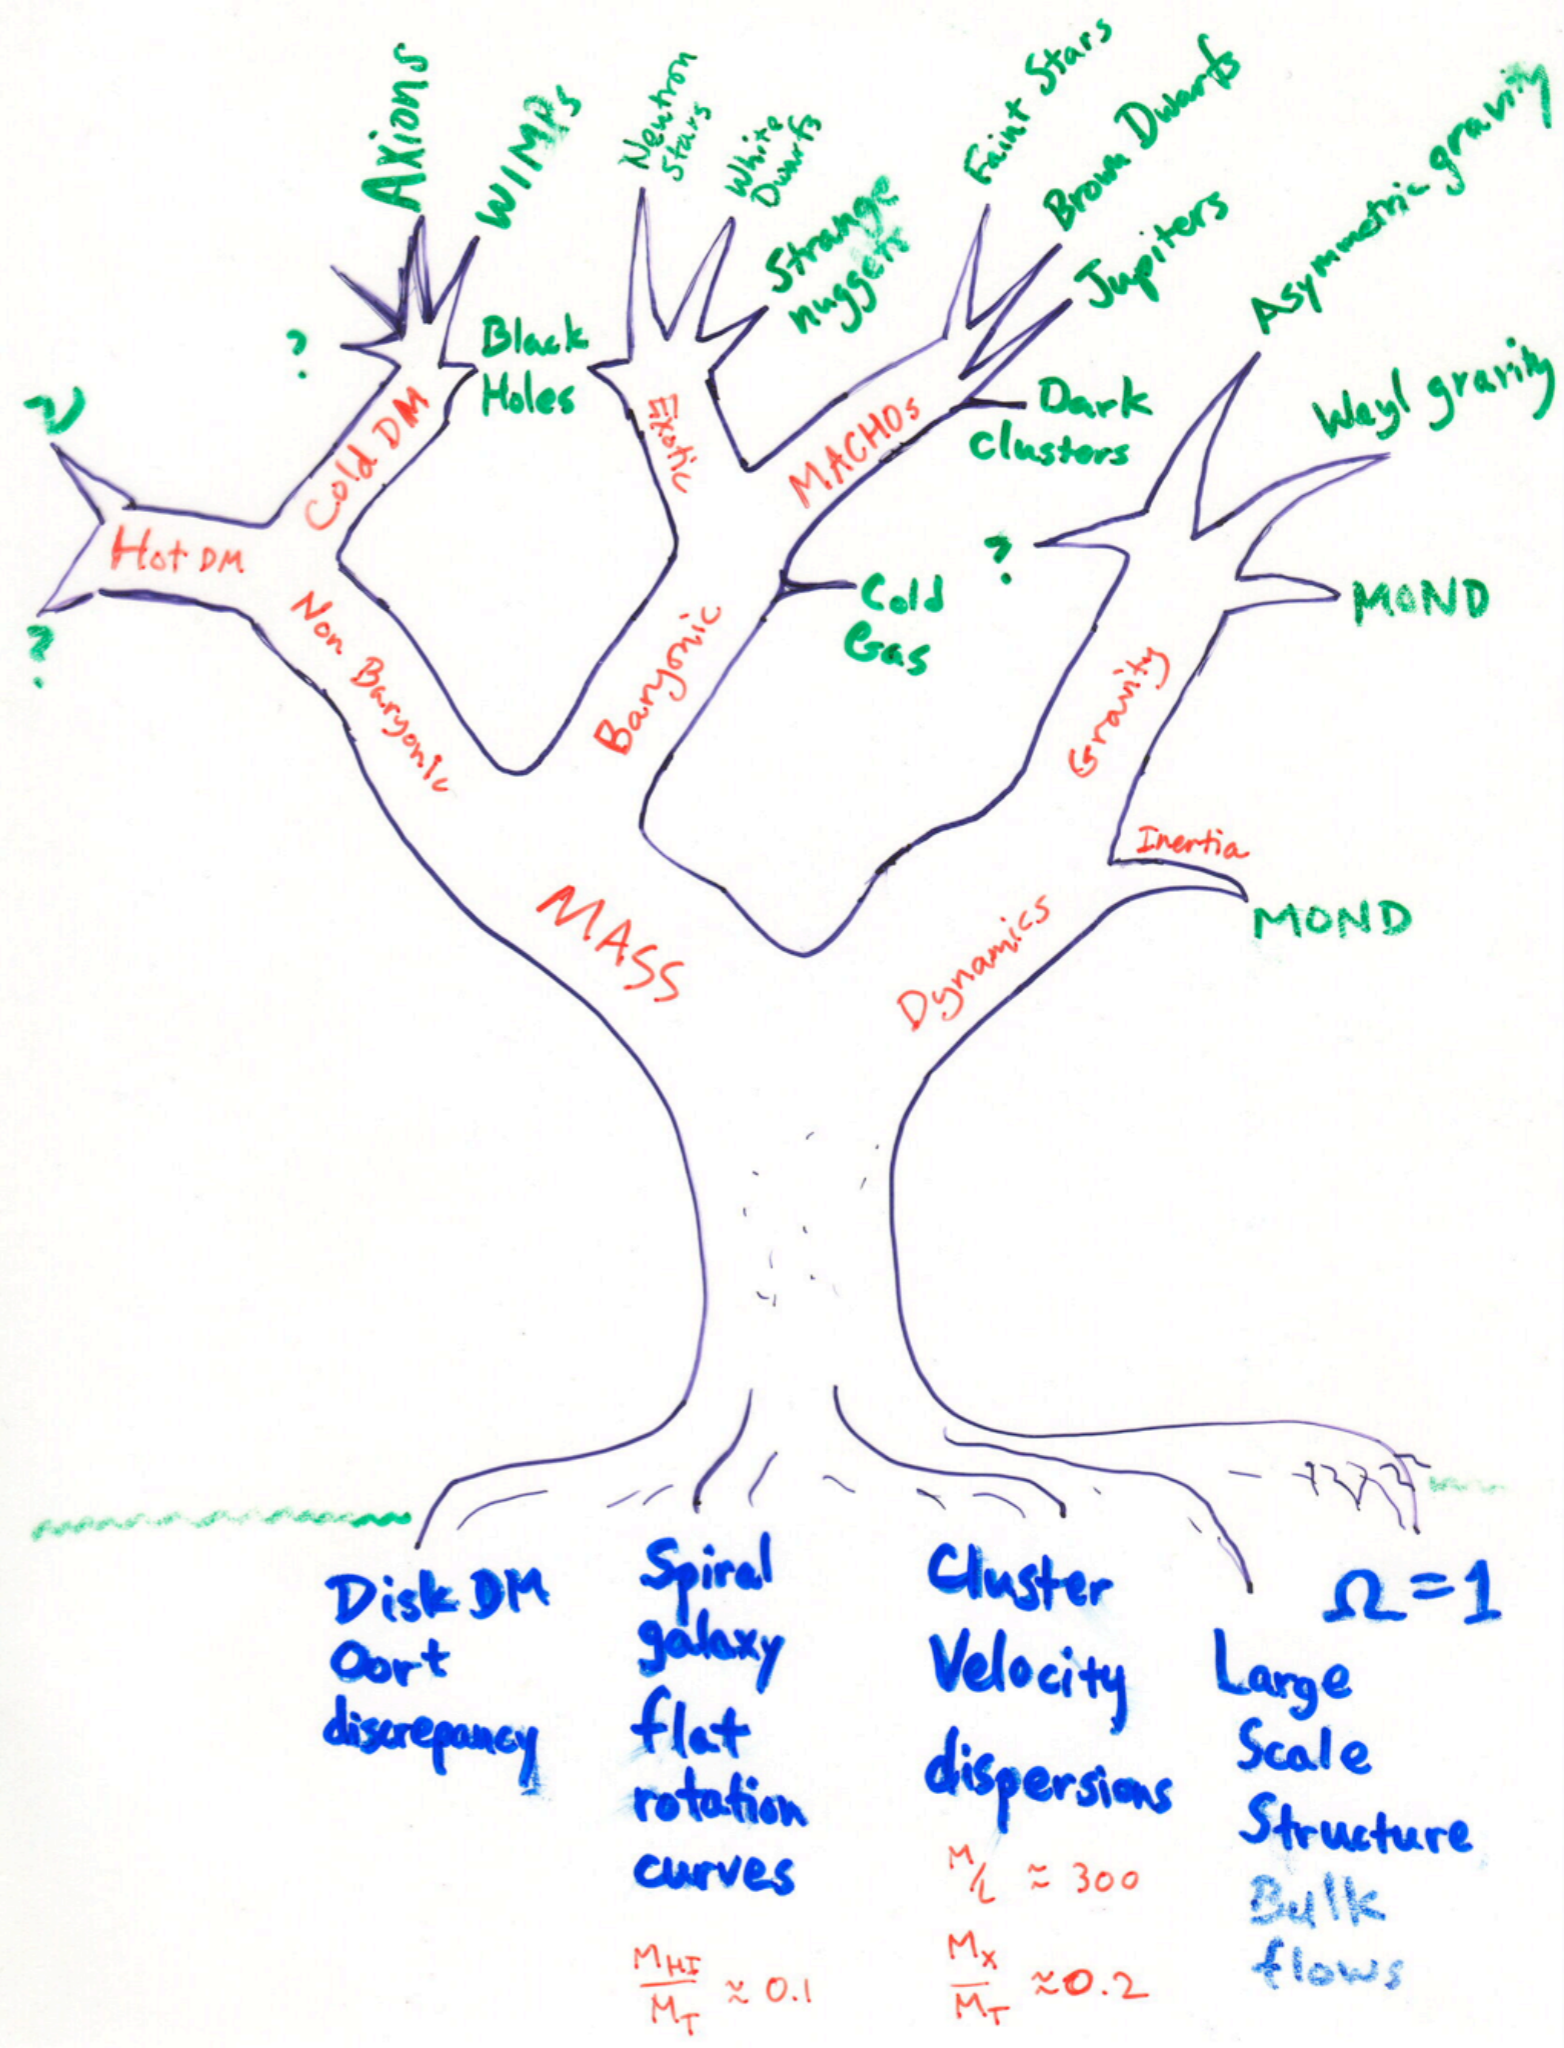 Axions
WIMPs
Neutron
Stars
White
Dwarfs
Strange
nuggets
Faint Stars
Brown Dwarfs
Jupiters
Asymmetric gravity
Weyl gravity
?
Black
Holes
Dark
clusters
ν
Cold DM
Exotic
MACHOs
Hot DM
?
?
Cold
Gas
MOND
Non Baryonic
Baryonic
Gravity
Inertia
MOND
MASS
Dynamics
Disk DM
Oort
discrepancy
Spiral
galaxy
flat
rotation
curves
M_HI/M_T ≈ 0.1
Cluster
Velocity
dispersions
M/L ≈ 300
M_X/M_T ≈ 0.2
Ω = 1
Large
Scale
Structure
Bulk
flows